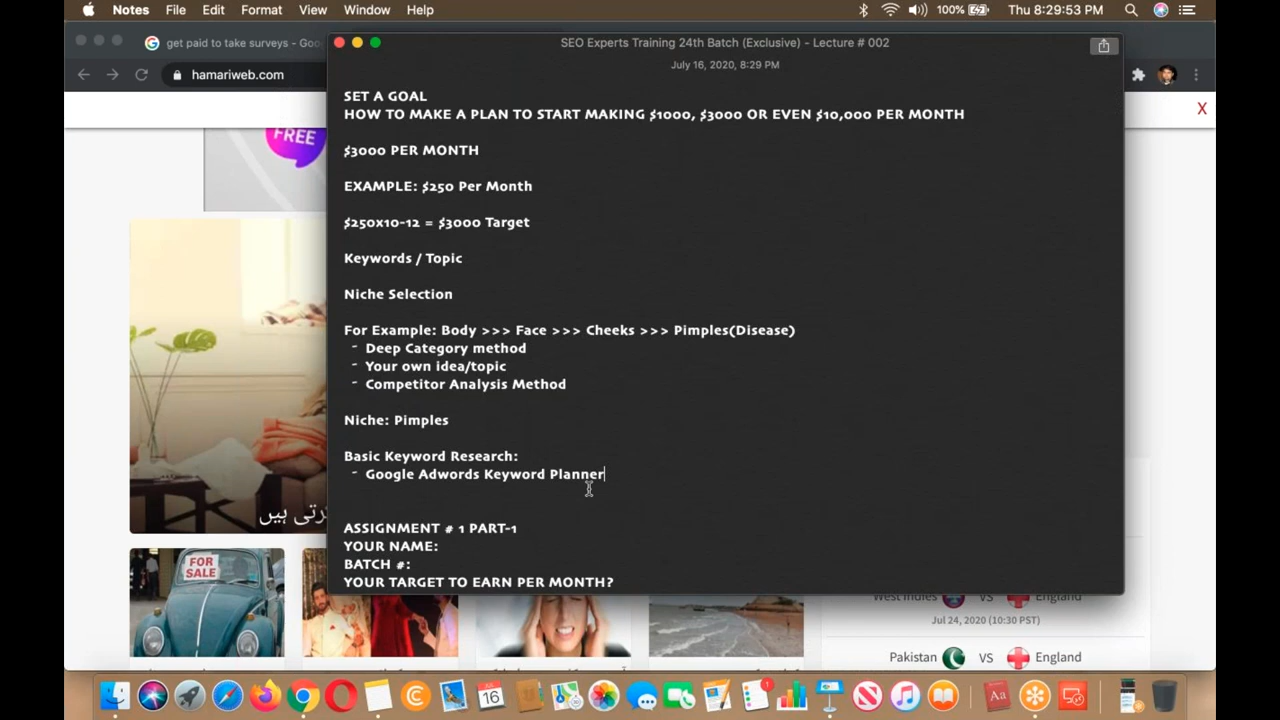 Notes File Edit Format View Window Help 100% Thu 8:29:53 PM
get paid to take surveys - Goo
SEO Experts Training 24th Batch (Exclusive) - Lecture # 002
hamariweb.com
July 16, 2020, 8:29 PM
X
FREE
SET A GOAL
HOW TO MAKE A PLAN TO START MAKING $1000, $3000 OR EVEN $10,000 PER MONTH
$3000 PER MONTH
EXAMPLE: $250 Per Month
$250x10-12 = $3000 Target
Keywords / Topic
Niche Selection
For Example: Body >>> Face >>> Cheeks >>> Pimples(Disease)
- Deep Category method
- Your own idea/topic
- Competitor Analysis Method
Niche: Pimples
Basic Keyword Research:
- Google Adwords Keyword Planner
ASSIGNMENT # 1 PART-1
YOUR NAME:
BATCH #:
YOUR TARGET TO EARN PER MONTH?
FOR SALE
West Indies VS England
Jul 24, 2020 (10:30 PST)
Pakistan VS England
16
1
Aa